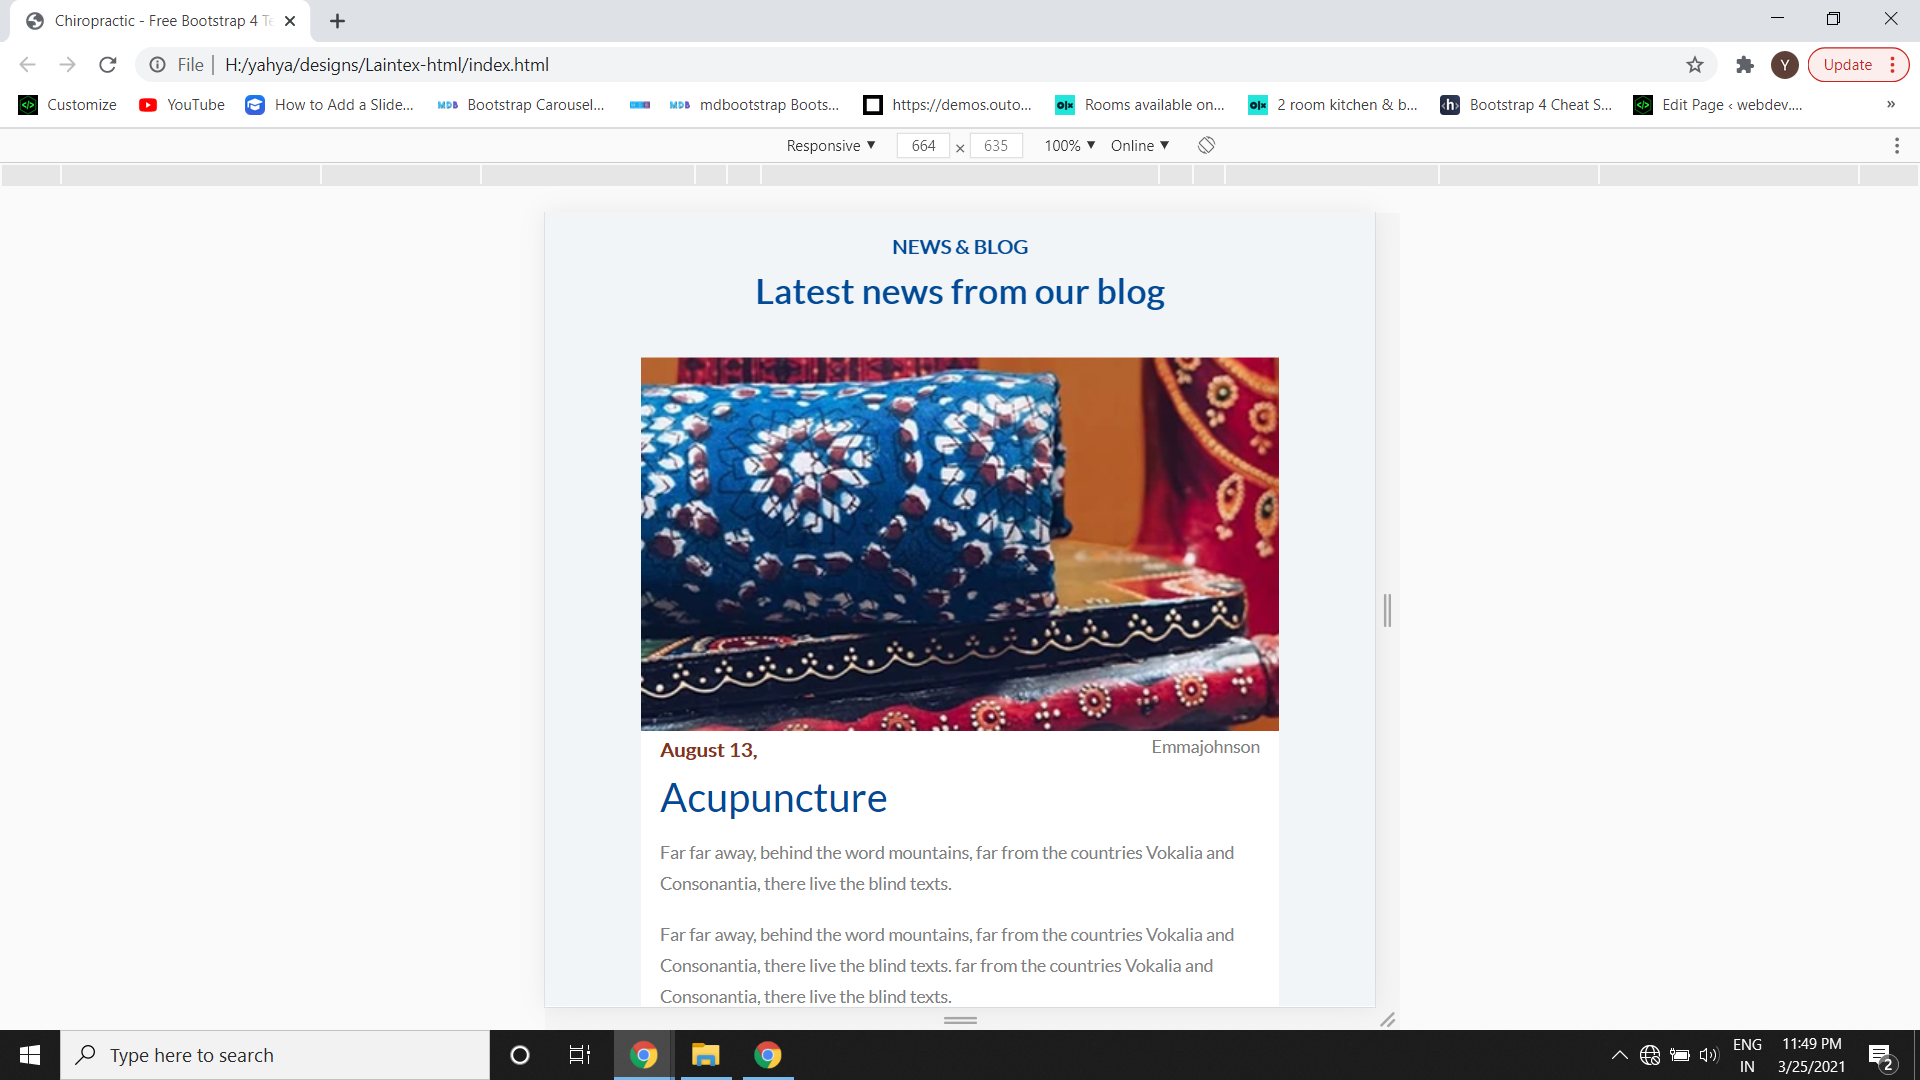 Chiropractic - Free Bootstrap 4 Te
File | H:/yahya/designs/Laintex-html/index.html
Y
Update
Customize
YouTube
How to Add a Slide...
MDB Bootstrap Carousel...
MDB mdbootstrap Boots...
https://demos.outo...
olx Rooms available on...
olx 2 room kitchen & b...
<h> Bootstrap 4 Cheat S...
</> Edit Page ‹ webdev....
»
Responsive ▼ 664 × 635 100% ▼ Online ▼
NEWS & BLOG
Latest news from our blog
August 13,
Emmajohnson
Acupuncture
Far far away, behind the word mountains, far from the countries Vokalia and
Consonantia, there live the blind texts.
Far far away, behind the word mountains, far from the countries Vokalia and
Consonantia, there live the blind texts. far from the countries Vokalia and
Consonantia, there live the blind texts.
Type here to search
ENG
IN
11:49 PM
3/25/2021
2